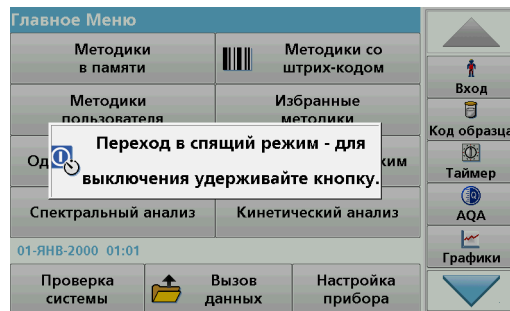 Главное Меню
Методики
в памяти
Методики со
штрих-кодом
Методики
пользователя
Избранные
методики
Переход в спящий режим - для
выключения удерживайте кнопку.
Спектральный анализ
Кинетический анализ
01-ЯНВ-2000 01:01
Проверка
системы
Вызов
данных
Настройка
прибора
Вход
Код образца
Таймер
AQA
Графики